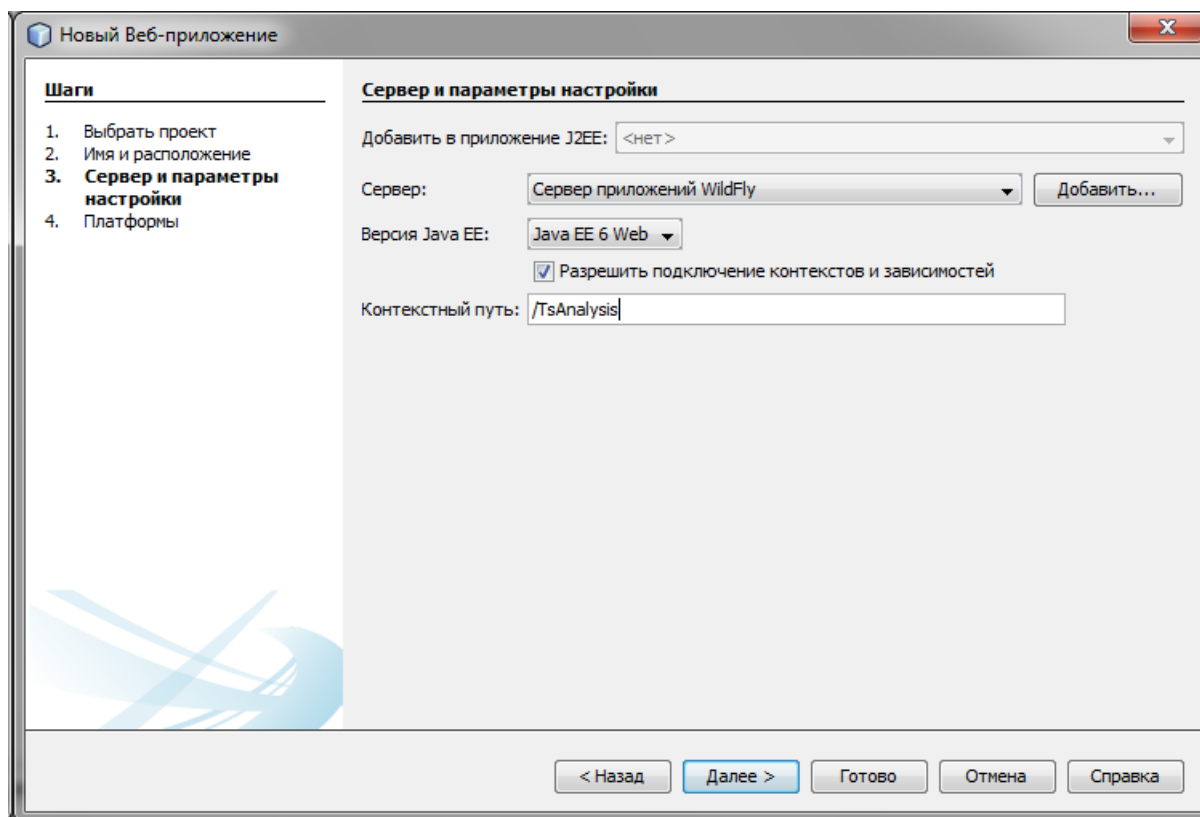 Новый Веб-приложение
Шаги
1. Выбрать проект
2. Имя и расположение
3. Сервер и параметры
настройки
4. Платформы
Сервер и параметры настройки
Добавить в приложение J2EE: <нет>
Сервер: Сервер приложений WildFly Добавить...
Версия Java EE: Java EE 6 Web
Разрешить подключение контекстов и зависимостей
Контекстный путь: /TsAnalysis
< Назад Далее > Готово Отмена Справка